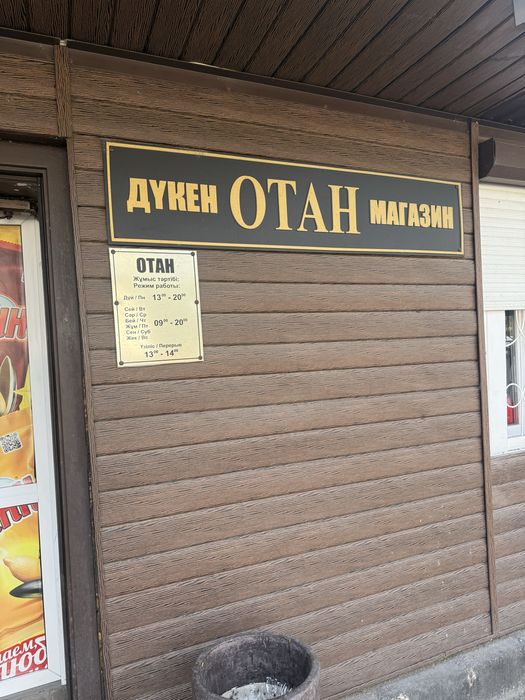 ДҮКЕН ОТАН МАГАЗИН
ОТАН
Жұмыс тәртібі:
Режим работы:
Дүй / Пн 13⁰⁰ - 20⁰⁰
Сей / Вт
Сәр / Ср
Бей / Чт 09⁰⁰ - 20⁰⁰
Жұм / Пт
Сен / Суб
Жек / Вс
Үзіліс / Перерыв
13⁰⁰ - 14⁰⁰